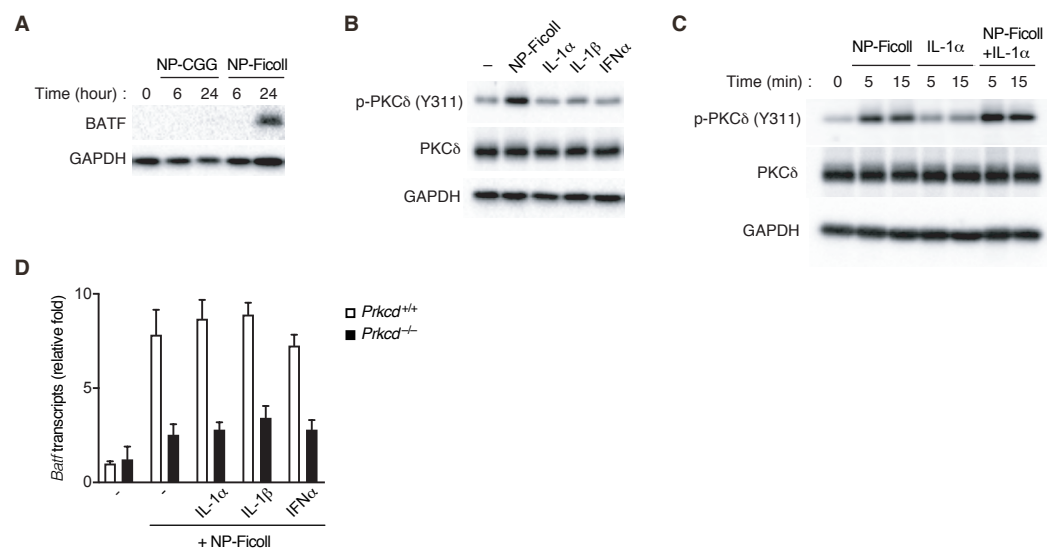 A
NP-CGG NP-Ficoll
Time (hour) : 0 6 24 6 24
BATF
GAPDH
B
– NP-Ficoll IL-1α IL-1β IFNα
p-PKCδ (Y311)
PKCδ
GAPDH
C
NP-Ficoll IL-1α NP-Ficoll
+IL-1α
Time (min) : 0 5 15 5 15 5 15
p-PKCδ (Y311)
PKCδ
GAPDH
D
Batf transcripts (relative fold)
10
5
0
Prkcd+/+
Prkcd–/–
- - IL-1α IL-1β IFNα
+ NP-Ficoll